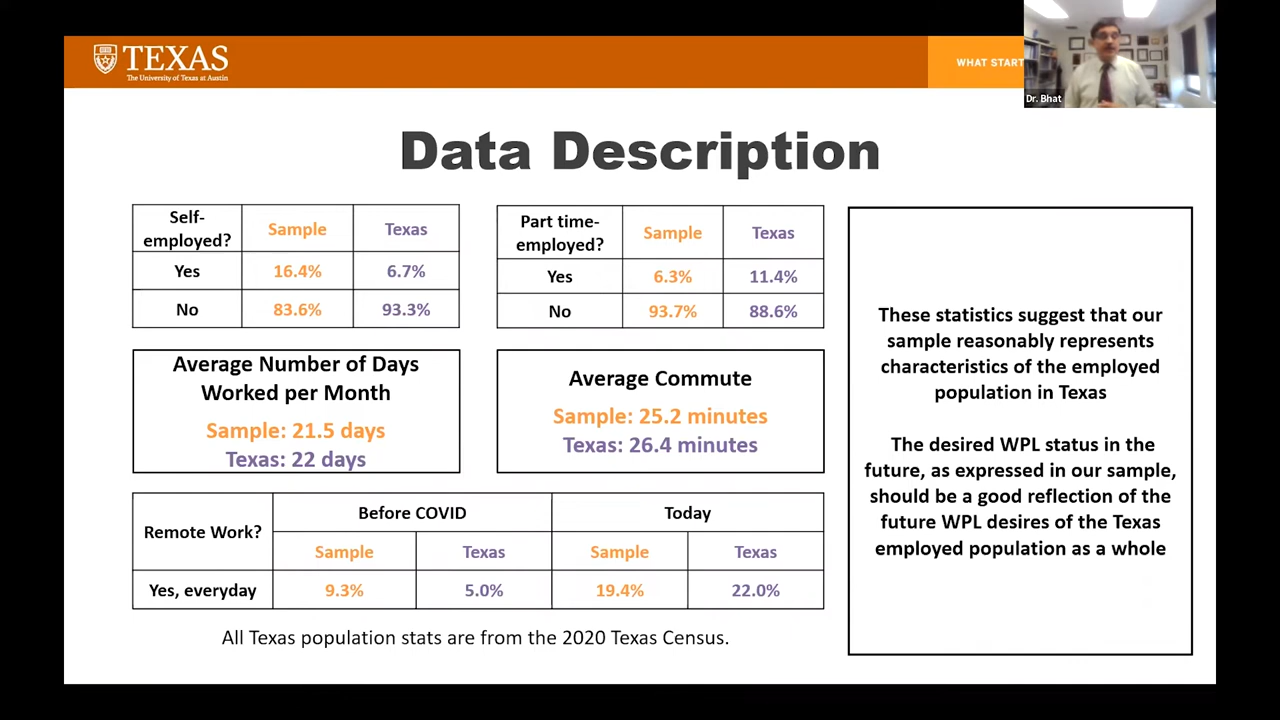 TEXAS
The University of Texas at Austin
WHAT START
Dr. Bhat
Data Description
Self-employed? Sample Texas
Yes 16.4% 6.7%
No 83.6% 93.3%
Part time-employed? Sample Texas
Yes 6.3% 11.4%
No 93.7% 88.6%
Average Number of Days
Worked per Month
Sample: 21.5 days
Texas: 22 days
Average Commute
Sample: 25.2 minutes
Texas: 26.4 minutes
Remote Work? Before COVID Today
Sample Texas Sample Texas
Yes, everyday 9.3% 5.0% 19.4% 22.0%
All Texas population stats are from the 2020 Texas Census.
These statistics suggest that our
sample reasonably represents
characteristics of the employed
population in Texas
The desired WPL status in the
future, as expressed in our sample,
should be a good reflection of the
future WPL desires of the Texas
employed population as a whole